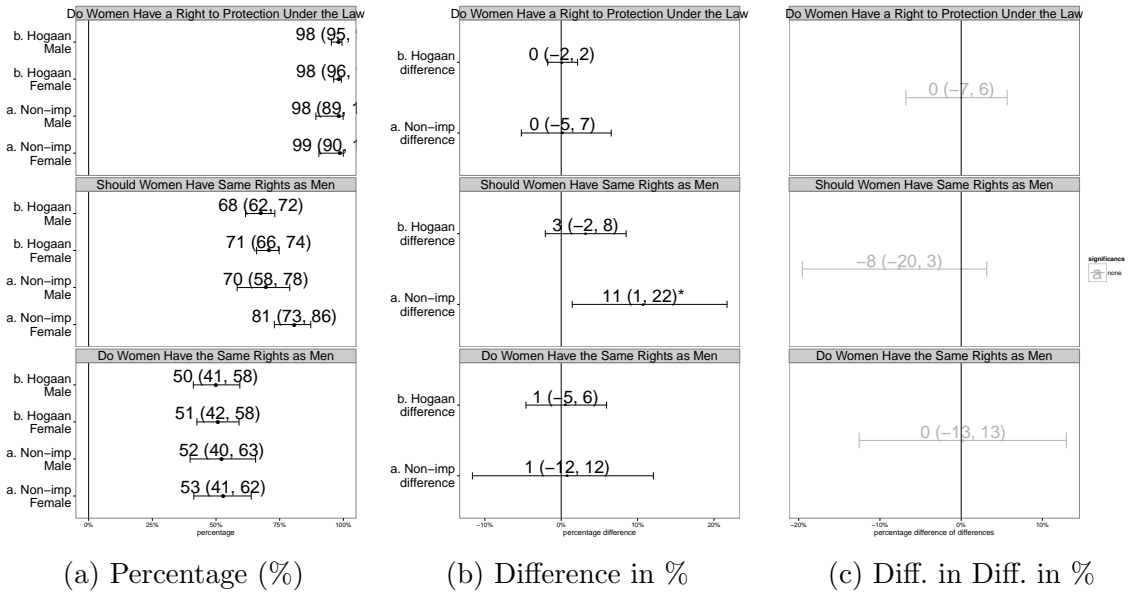 Do Women Have a Right to Protection Under the Law
b. Hogaan
Male
98 (95,
b. Hogaan
Female
98 (96,
a. Non−imp
Male
98 (89, 1
a. Non−imp
Female
99 (90, 1
Should Women Have Same Rights as Men
b. Hogaan
Male
68 (62, 72)
b. Hogaan
Female
71 (66, 74)
a. Non−imp
Male
70 (58, 78)
a. Non−imp
Female
81 (73, 86)
Do Women Have the Same Rights as Men
b. Hogaan
Male
50 (41, 58)
b. Hogaan
Female
51 (42, 58)
a. Non−imp
Male
52 (40, 63)
a. Non−imp
Female
53 (41, 62)
0% 25% 50% 75% 100%
percentage
(a) Percentage (%)
Do Women Have a Right to Protection Under the Law
b. Hogaan
difference
0 (−2, 2)
a. Non−imp
difference
0 (−5, 7)
Should Women Have Same Rights as Men
b. Hogaan
difference
3 (−2, 8)
a. Non−imp
difference
11 (1, 22)*
Do Women Have the Same Rights as Men
b. Hogaan
difference
1 (−5, 6)
a. Non−imp
difference
1 (−12, 12)
−10% 0% 10% 20%
percentage difference
(b) Difference in %
Do Women Have a Right to Protection Under the Law
0 (−7, 6)
Should Women Have Same Rights as Men
−8 (−20, 3)
Do Women Have the Same Rights as Men
0 (−13, 13)
−20% −10% 0% 10%
percentage difference of differences
significance
a none
(c) Diff. in Diff. in %